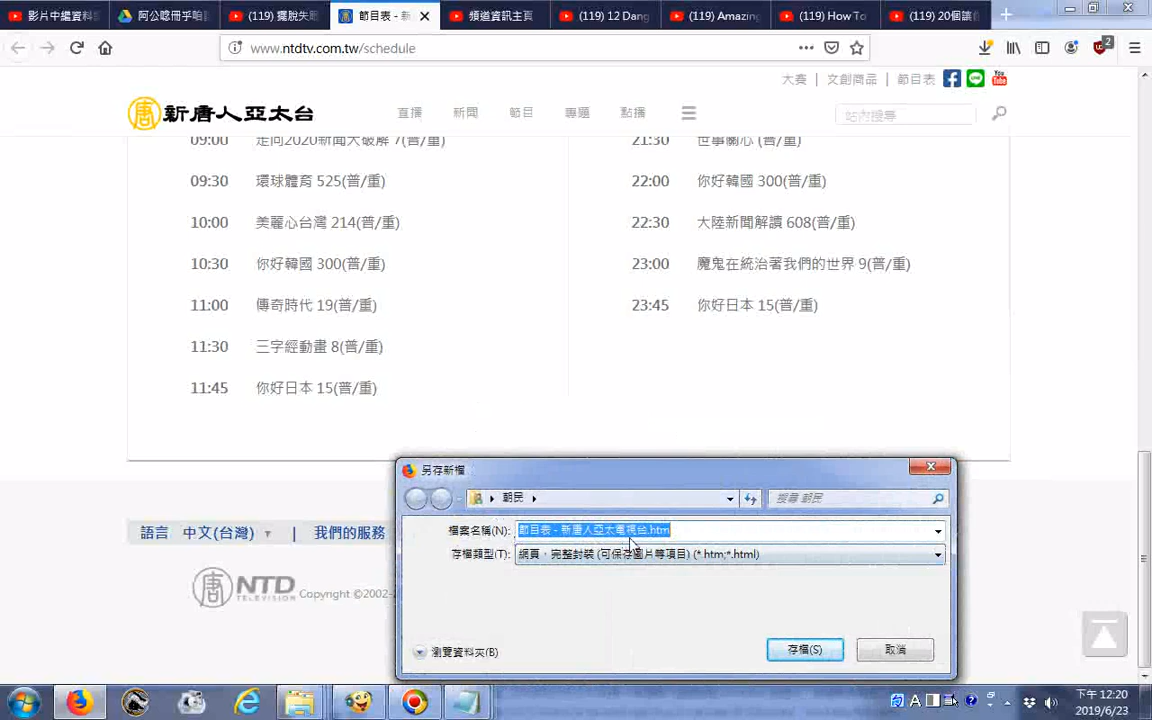 影片中編資料
阿公唸冊乎咱
(119) 擺脫失眠
節目表 - 新
頻道資訊主頁
(119) 12 Dang
(119) Amazing
(119) How To
(119) 20個讓
www.ntdtv.com.tw/schedule
2
大賽 | 文創商品 | 節目表
新唐人亞太台
直播 新聞 節目 專題 點播
站內搜尋
09:00 走向2020新聞大破解 7(普/重)
09:30 環球體育 525(普/重)
10:00 美麗心台灣 214(普/重)
10:30 你好韓國 300(普/重)
11:00 傳奇時代 19(普/重)
11:30 三字經動畫 8(普/重)
11:45 你好日本 15(普/重)
21:30 世事關心 (普/重)
22:00 你好韓國 300(普/重)
22:30 大陸新聞解讀 608(普/重)
23:00 魔鬼在統治著我們的世界 9(普/重)
23:45 你好日本 15(普/重)
語言 中文(台灣) | 我們的服務
唐 NTD TELEVISION Copyright ©2002-
另存新檔
朝民
搜尋 朝民
檔案名稱(N): 節目表 - 新唐人亞太電視台.htm
存檔類型(T): 網頁，完整封裝 (可保存圖片等項目) (*.htm;*.html)
瀏覽資料夾(B) 存檔(S) 取消
下午 12:20
2019/6/23